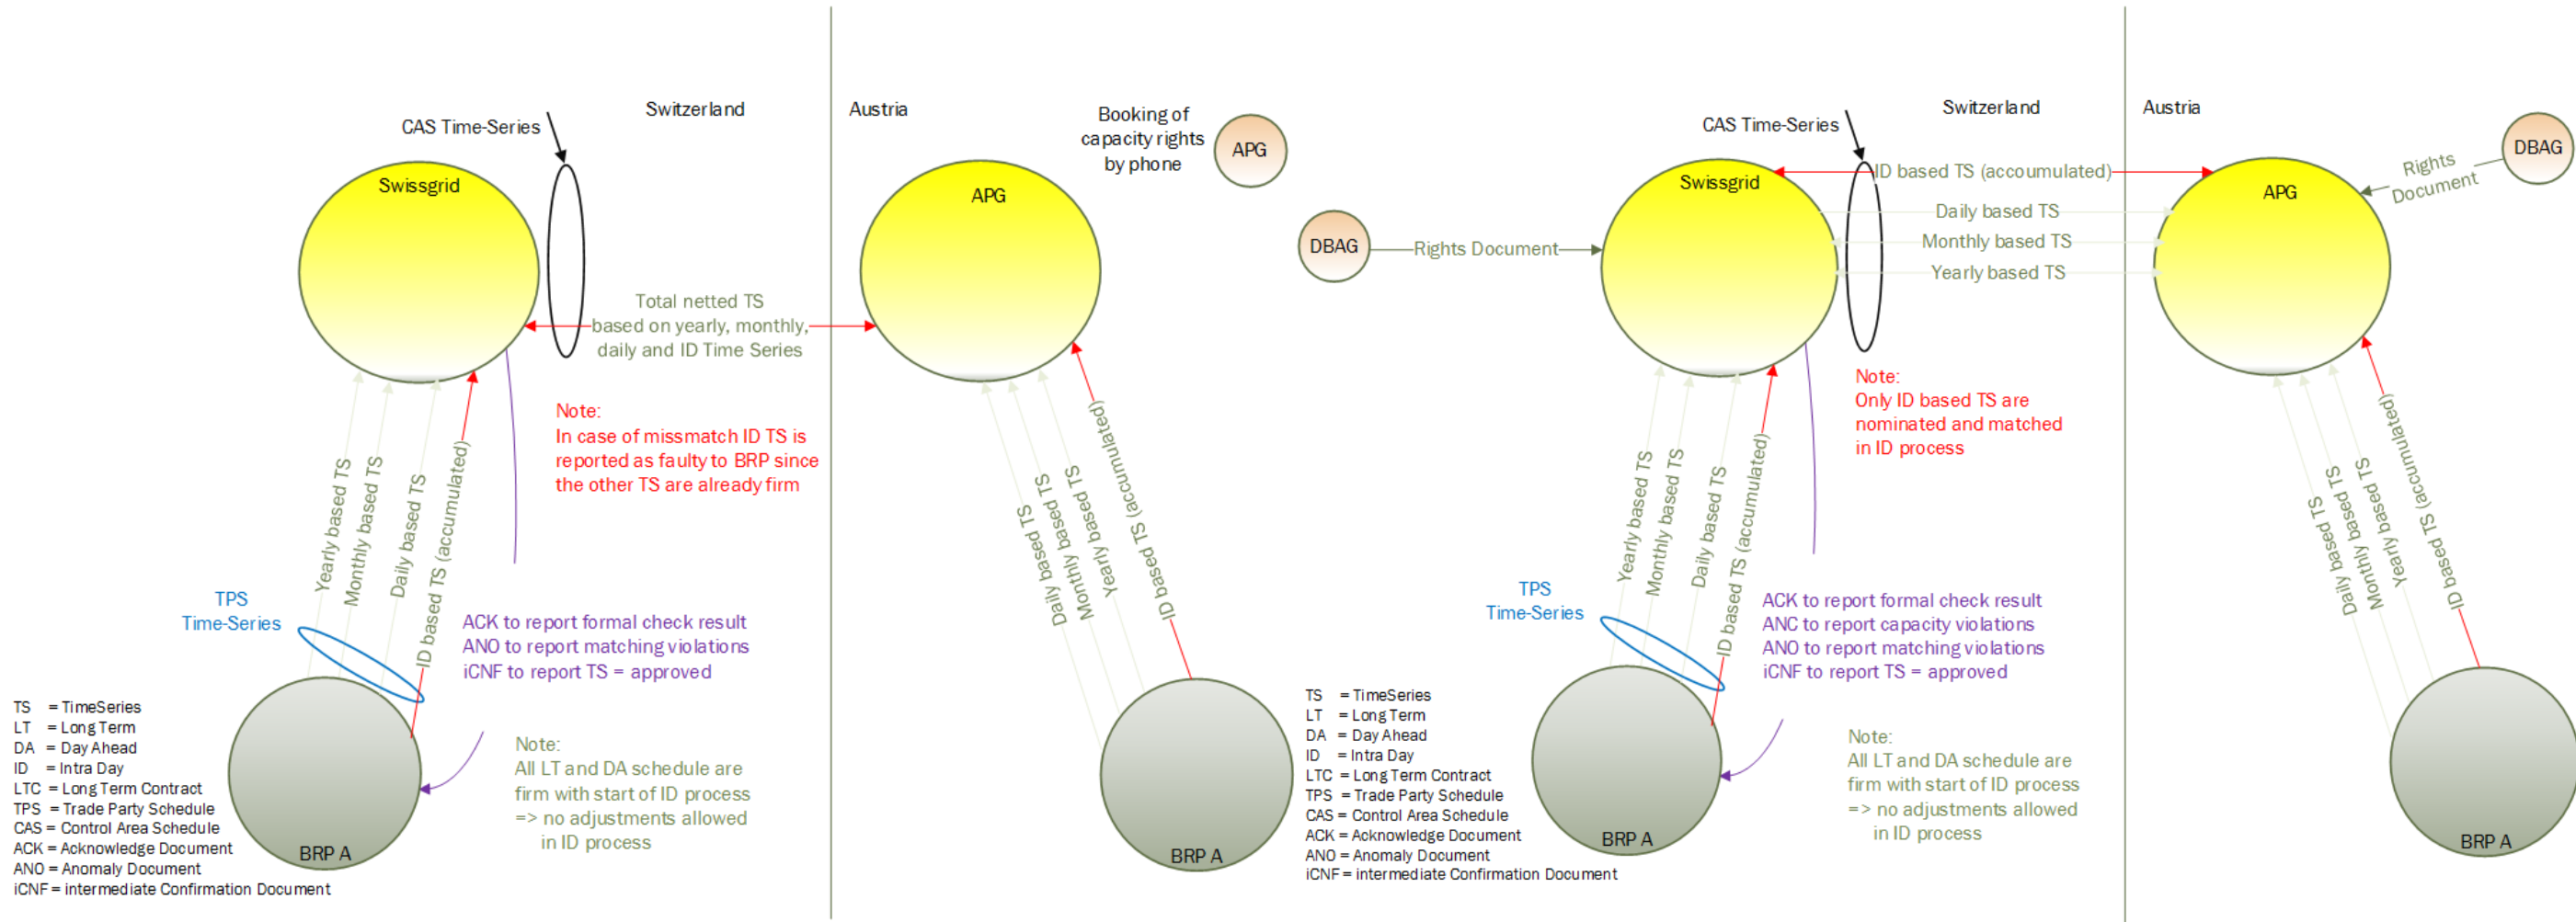 Switzerland
Austria
CAS Time-Series
Booking of
capacity rights
by phone
APG
Swissgrid
APG
Total netted TS
based on yearly, monthly,
daily and ID Time Series
Note:
In case of missmatch ID TS is
reported as faulty to BRP since
the other TS are already firm
Yearly based TS
Monthly based TS
Daily based TS
ID based TS (accumulated)
Daily based TS
Monthly based TS
Yearly based TS
ID based TS (accumulated)
TPS
Time-Series
ACK to report formal check result
ANO to report matching violations
iCNF to report TS = approved
TS = TimeSeries
LT = Long Term
DA = Day Ahead
ID = Intra Day
LTC = Long Term Contract
TPS = Trade Party Schedule
CAS = Control Area Schedule
ACK = Acknowledge Document
ANO = Anomaly Document
iCNF = intermediate Confirmation Document
BRP A
Note:
All LT and DA schedule are
firm with start of ID process
=> no adjustments allowed
in ID process
BRP A
Switzerland
Austria
CAS Time-Series
DBAG
Rights
Document
DBAG
Rights Document
Swissgrid
APG
ID based TS (accoumulated)
Daily based TS
Monthly based TS
Yearly based TS
Note:
Only ID based TS are
nominated and matched
in ID process
Yearly based TS
Monthly based TS
Daily based TS
ID based TS (accumulated)
Daily based TS
Monthly based TS
Yearly based TS
ID based TS (accumulated)
TPS
Time-Series
ACK to report formal check result
ANC to report capacity violations
ANO to report matching violations
iCNF to report TS = approved
TS = TimeSeries
LT = Long Term
DA = Day Ahead
ID = Intra Day
LTC = Long Term Contract
TPS = Trade Party Schedule
CAS = Control Area Schedule
ACK = Acknowledge Document
ANO = Anomaly Document
iCNF = intermediate Confirmation Document
BRP A
Note:
All LT and DA schedule are
firm with start of ID process
=> no adjustments allowed
in ID process
BRP A